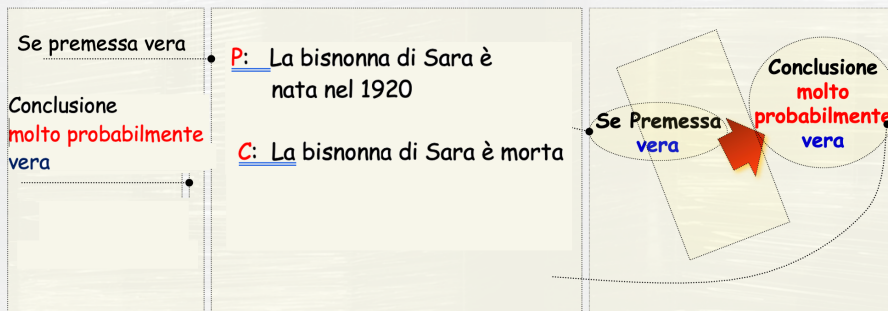 Se premessa vera
Conclusione
molto probabilmente
vera
P: La bisnonna di Sara è
nata nel 1920
C: La bisnonna di Sara è morta
Se Premessa
vera
Conclusione
molto
probabilmente
vera